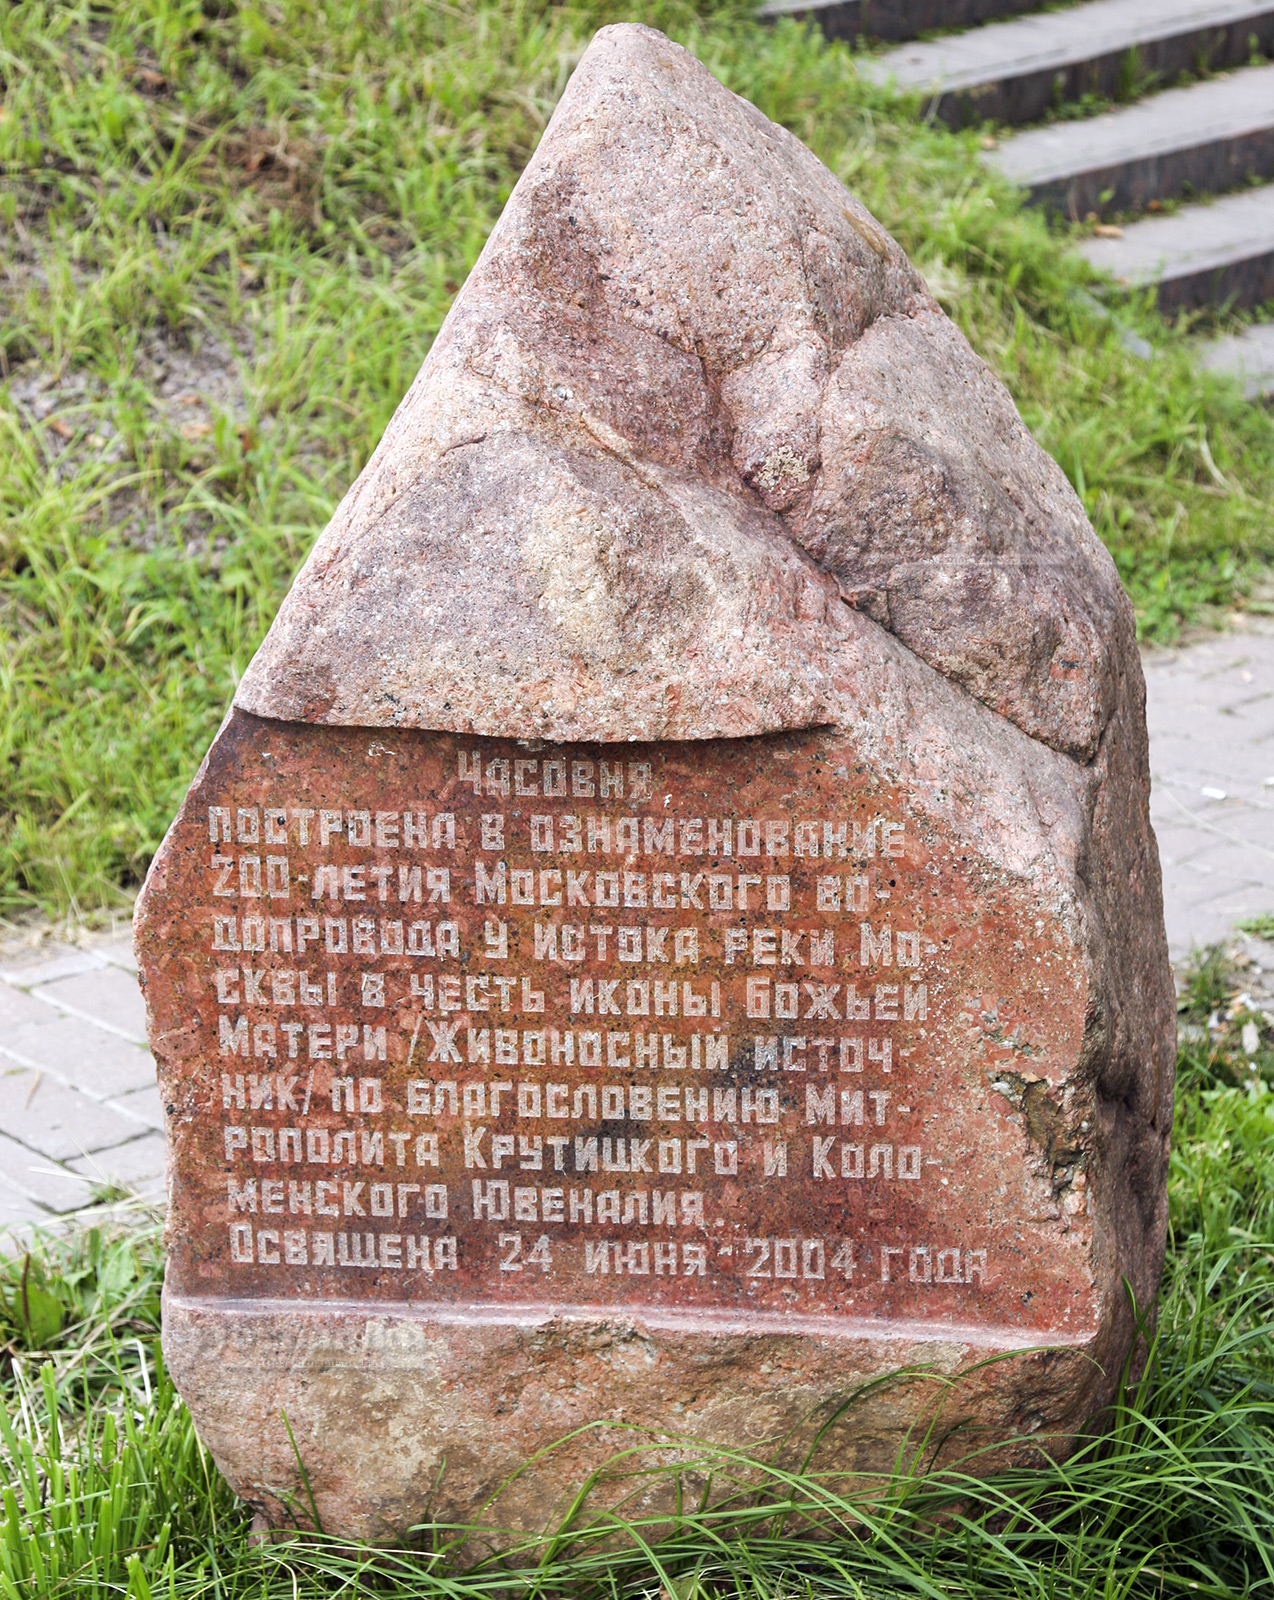 Часовня
построена в ознаменование
200-летия Московского во-
допровода у истока реки Мо-
сквы в честь иконы Божьей
Матери /Живоносный источ-
ник/ по благословению Мит-
рополита Крутицкого и Коло-
менского Ювеналия.
Освящена 24 июня 2004 года